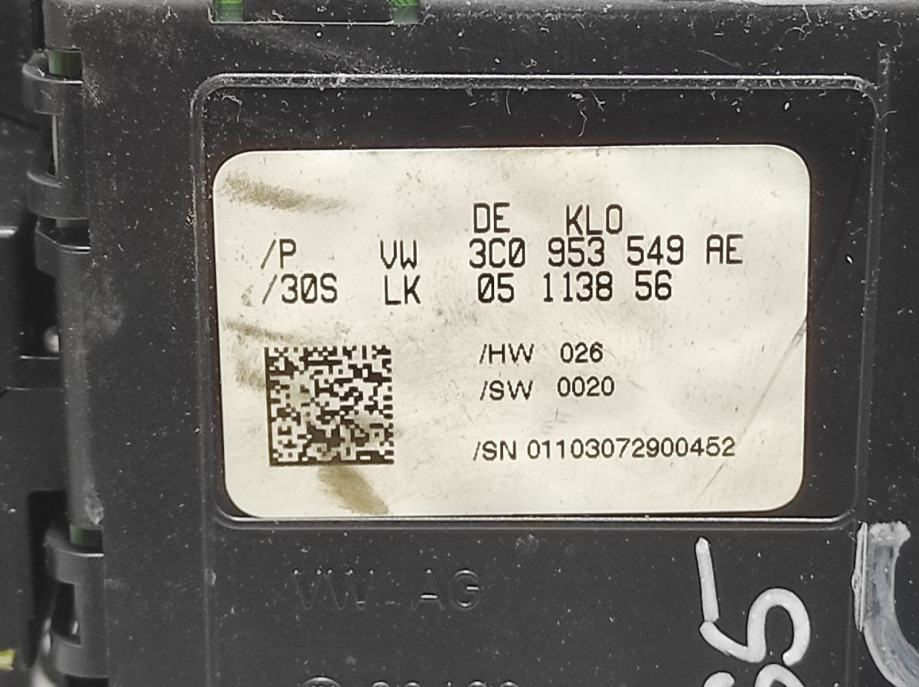 DE KLO
/P VW 3C0 953 549 AE
/30S LK 05 1138 56
/HW 026
/SW 0020
/SN 01103072900452
VW-AG